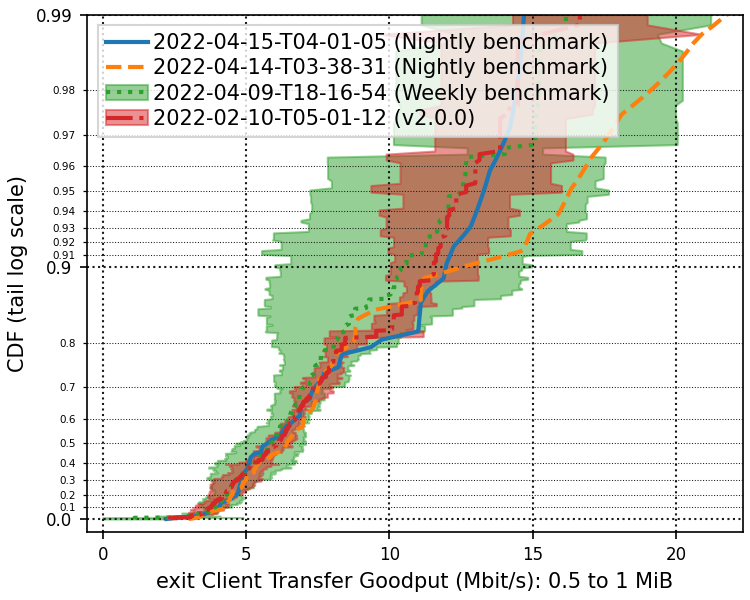 2022-04-15-T04-01-05 (Nightly benchmark)
2022-04-14-T03-38-31 (Nightly benchmark)
2022-04-09-T18-16-54 (Weekly benchmark)
2022-02-10-T05-01-12 (v2.0.0)
CDF (tail log scale)
0.99
0.98
0.97
0.96
0.95
0.94
0.93
0.92
0.91
0.9
0.8
0.7
0.6
0.5
0.4
0.3
0.2
0.1
0.0
0 5 10 15 20
exit Client Transfer Goodput (Mbit/s): 0.5 to 1 MiB